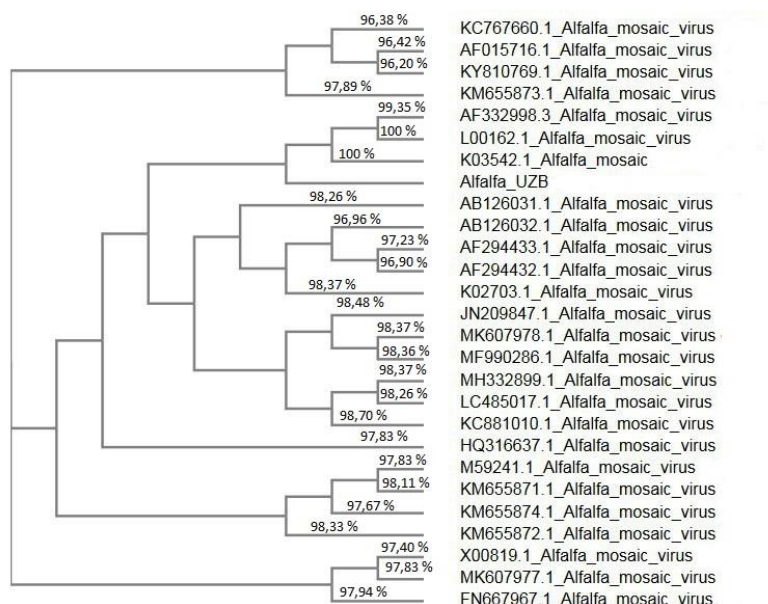 96,38 % KC767660.1_Alfalfa_mosaic_virus
96,42 % AF015716.1_Alfalfa_mosaic_virus
96,20 % KY810769.1_Alfalfa_mosaic_virus
97,89 % KM655873.1_Alfalfa_mosaic_virus
99,35 % AF332998.3_Alfalfa_mosaic_virus
100 % L00162.1_Alfalfa_mosaic_virus
100 % K03542.1_Alfalfa_mosaic
Alfalfa_UZB
98,26 % AB126031.1_Alfalfa_mosaic_virus
96,96 % AB126032.1_Alfalfa_mosaic_virus
97,23 % AF294433.1_Alfalfa_mosaic_virus
96,90 % AF294432.1_Alfalfa_mosaic_virus
98,37 % K02703.1_Alfalfa_mosaic_virus
98,48 % JN209847.1_Alfalfa_mosaic_virus
98,37 % MK607978.1_Alfalfa_mosaic_virus
98,36 % MF990286.1_Alfalfa_mosaic_virus
98,37 % MH332899.1_Alfalfa_mosaic_virus
98,26 % LC485017.1_Alfalfa_mosaic_virus
98,70 % KC881010.1_Alfalfa_mosaic_virus
97,83 % HQ316637.1_Alfalfa_mosaic_virus
97,83 % M59241.1_Alfalfa_mosaic_virus
98,11 % KM655871.1_Alfalfa_mosaic_virus
97,67 % KM655874.1_Alfalfa_mosaic_virus
98,33 % KM655872.1_Alfalfa_mosaic_virus
97,40 % X00819.1_Alfalfa_mosaic_virus
97,83 % MK607977.1_Alfalfa_mosaic_virus
97,94 % FN667967.1_Alfalfa_mosaic_virus